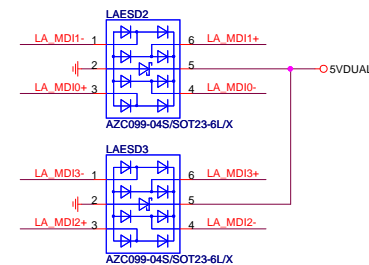 LAESD2
LA_MDI1- 1 6 LA_MDI1+
2 5 5VDUAL
LA_MDI0+ 3 4 LA_MDI0-
AZC099-04S/SOT23-6L/X
LAESD3
LA_MDI3- 1 6 LA_MDI3+
2 5
LA_MDI2+ 3 4 LA_MDI2-
AZC099-04S/SOT23-6L/X